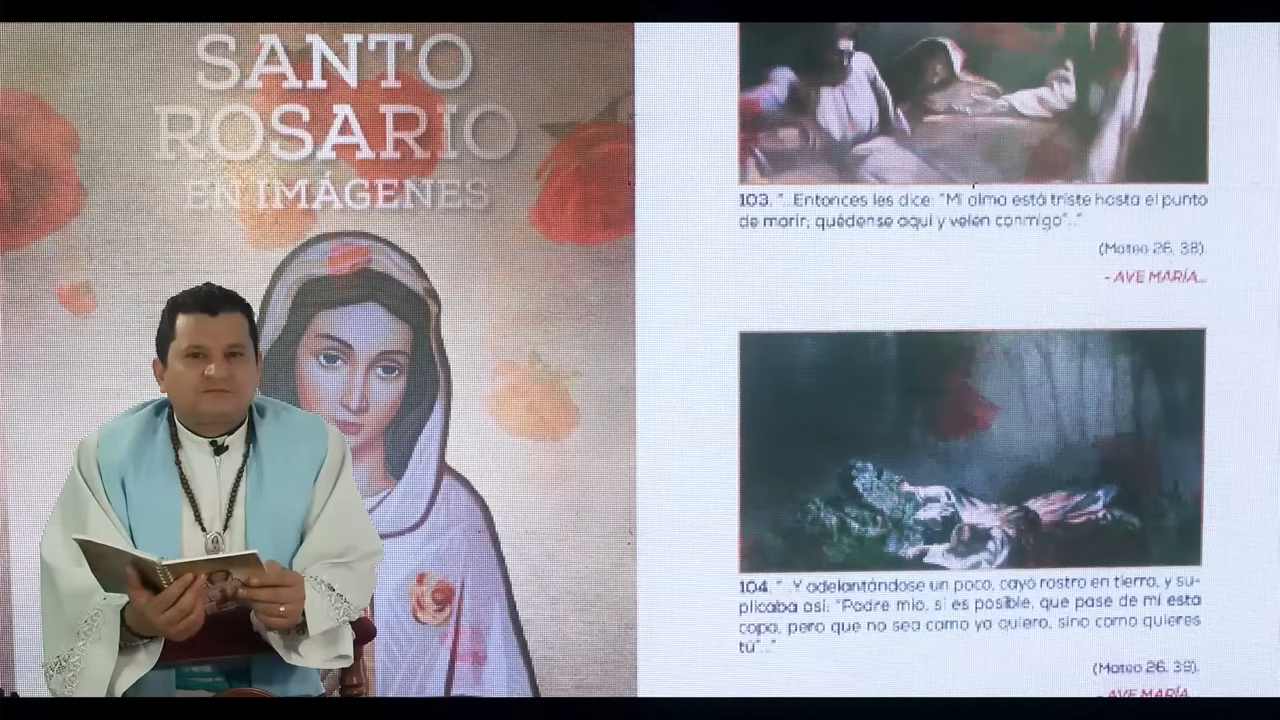 SANTO
ROSARIO
EN IMÁGENES
103. "...Entonces les dice: "Mi alma está triste hasta el punto
de morir; quédense aquí y velen conmigo"..."
(Mateo 26, 38).
- AVE MARÍA...
104. "...Y adelantándose un poco, cayó rostro en tierra, y su-
plicaba así: "Padre mío, si es posible, que pase de mí esta
copa, pero que no sea como yo quiero, sino como quieres
tú"..."
(Mateo 26, 39).
- AVE MARÍA...